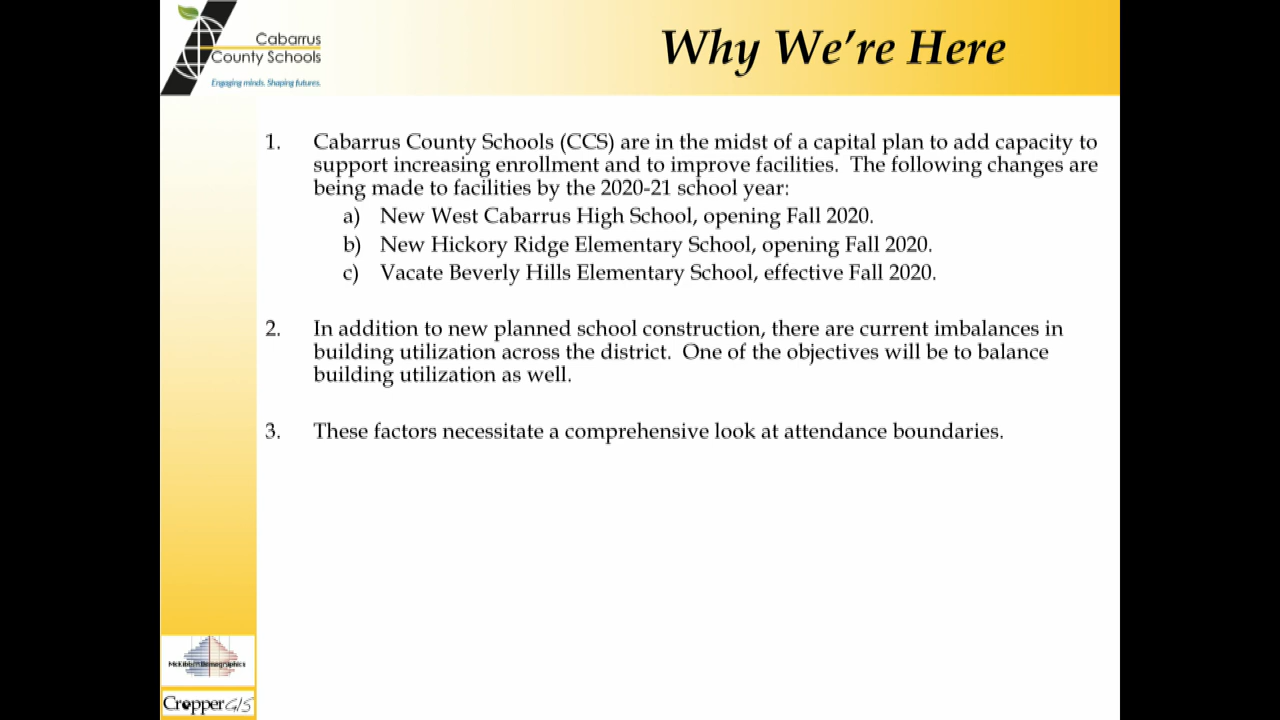 Cabarrus
County Schools
Engaging minds. Shaping futures.
Why We're Here
1. Cabarrus County Schools (CCS) are in the midst of a capital plan to add capacity to
support increasing enrollment and to improve facilities. The following changes are
being made to facilities by the 2020-21 school year:
a) New West Cabarrus High School, opening Fall 2020.
b) New Hickory Ridge Elementary School, opening Fall 2020.
c) Vacate Beverly Hills Elementary School, effective Fall 2020.
2. In addition to new planned school construction, there are current imbalances in
building utilization across the district. One of the objectives will be to balance
building utilization as well.
3. These factors necessitate a comprehensive look at attendance boundaries.
McKibben Demographics
Cropper GIS